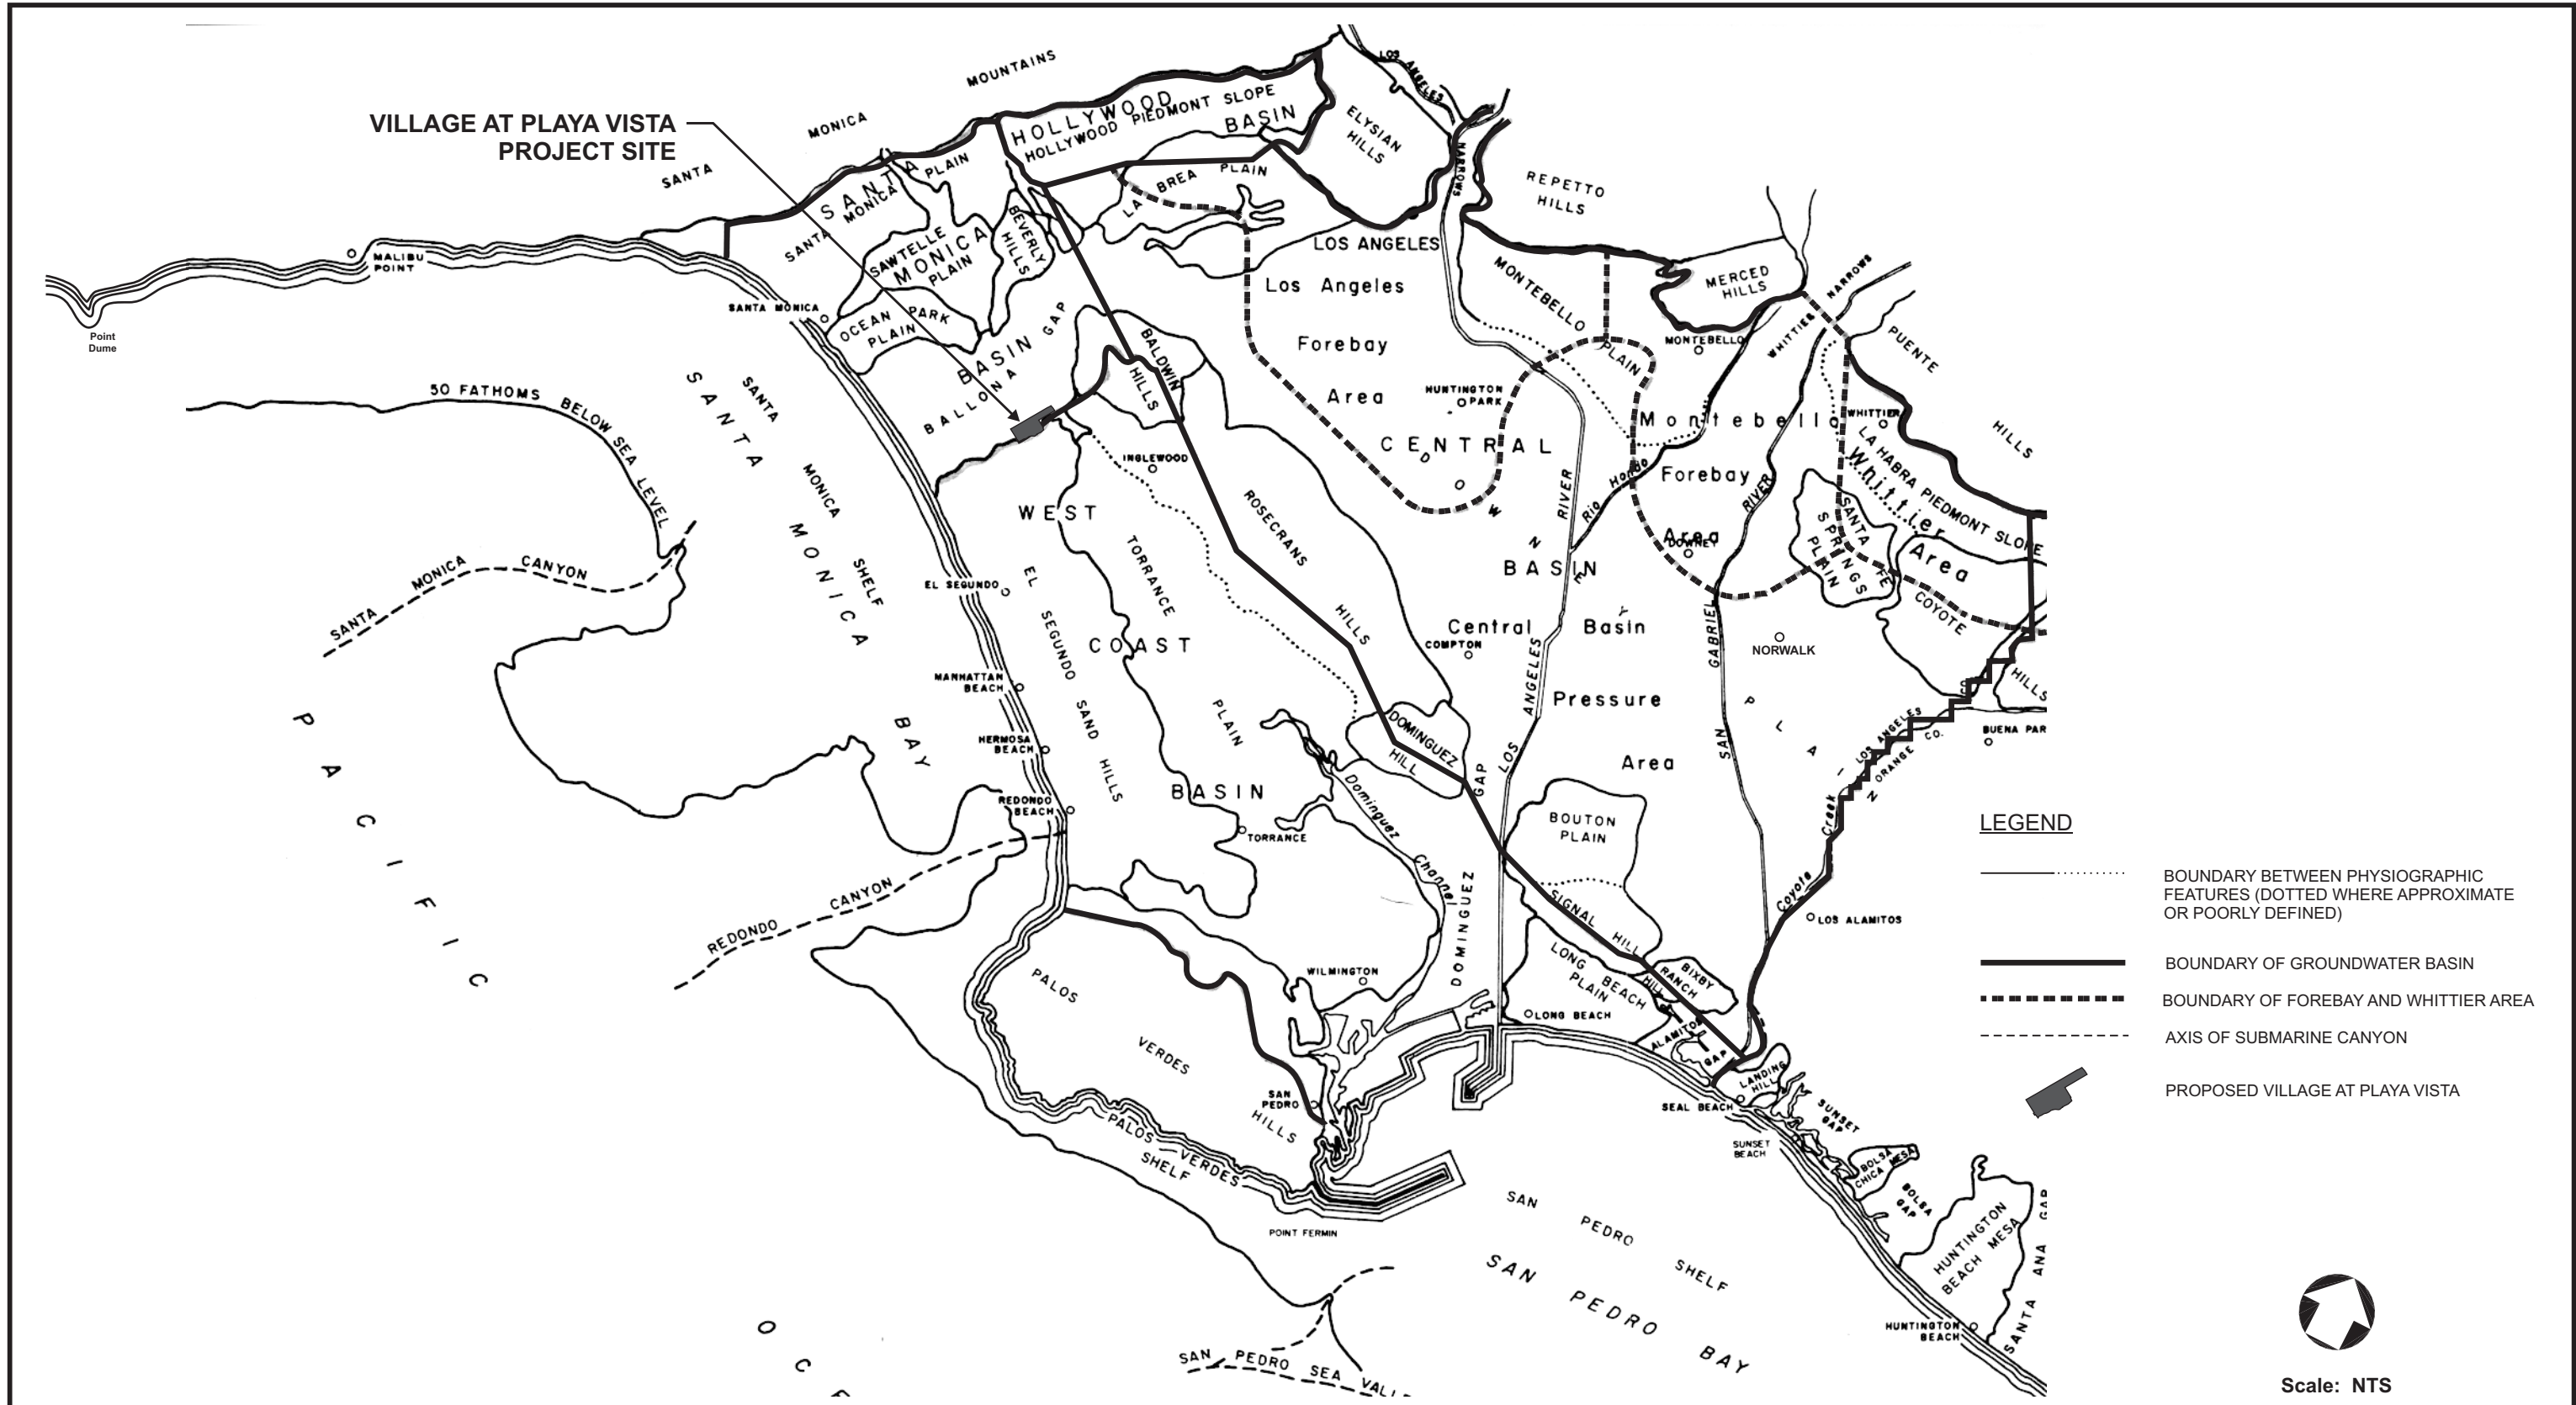 VILLAGE AT PLAYA VISTA
PROJECT SITE
SANTA MONICA MOUNTAINS
HOLLYWOOD BASIN
HOLLYWOOD PIEDMONT SLOPE
ELYSIAN
HILLS
LOS ANGELES
NARROWS
REPETTO
HILLS
SANTA MONICA
SANTA MONICA PLAIN
LA BREA PLAIN
BEVERLY
HILLS
SAWTELLE
PLAIN
OCEAN PARK
PLAIN
BASIN
BALLONA GAP
BALDWIN
HILLS
MALIBU
POINT
Point
Dume
SANTA MONICA
LOS ANGELES
Los Angeles
Forebay
Area
MONTEBELLO
PLAIN
MERCED
HILLS
MONTEBELLO
WHITTIER NARROWS
PUENTE
HILLS
HUNTINGTON
PARK
CENTRAL
BASIN
DOWNEY
PLAIN
Montebello
Forebay
Area
DOWNEY
WHITTIER
LA HABRA PIEDMONT SLOPE
Whittier
Area
SANTA FE
SPRINGS
PLAIN
COYOTE
HILLS
Rio Hondo
LOS ANGELES RIVER
SAN GABRIEL RIVER
50 FATHOMS BELOW SEA LEVEL
SANTA MONICA SHELF
SANTA MONICA BAY
SANTA MONICA CANYON
INGLEWOOD
WEST
COAST
BASIN
TORRANCE
PLAIN
ROSECRANS
HILLS
EL SEGUNDO
EL SEGUNDO SAND HILLS
MANHATTAN
BEACH
HERMOSA
BEACH
REDONDO
BEACH
TORRANCE
REDONDO CANYON
COMPTON
Central Basin
Pressure
Area
NORWALK
DOMINGUEZ
HILL
DOMINGUEZ GAP
Dominguez Channel
BOUTON
PLAIN
LOS ANGELES CO.
ORANGE CO.
BUENA PAR
Coyote Creek
LOS ALAMITOS
SIGNAL HILL
BIXBY
RANCH
HILL
LONG BEACH
PLAIN
WILMINGTON
LONG BEACH
ALAMITOS
GAP
LANDING
HILL
SEAL BEACH
SUNSET
GAP
SUNSET
BEACH
BOLSA
CHICA MESA
BOLSA
GAP
HUNTINGTON
BEACH MESA
SANTA ANA GAP
HUNTINGTON
BEACH
PALOS
VERDES
HILLS
SAN
PEDRO
PALOS VERDES
SHELF
POINT FERMIN
SAN PEDRO SHELF
SAN PEDRO BAY
SAN PEDRO SEA VALL
PACIFIC
OC
LEGEND
BOUNDARY BETWEEN PHYSIOGRAPHIC
FEATURES (DOTTED WHERE APPROXIMATE
OR POORLY DEFINED)
BOUNDARY OF GROUNDWATER BASIN
BOUNDARY OF FOREBAY AND WHITTIER AREA
AXIS OF SUBMARINE CANYON
PROPOSED VILLAGE AT PLAYA VISTA
Scale: NTS